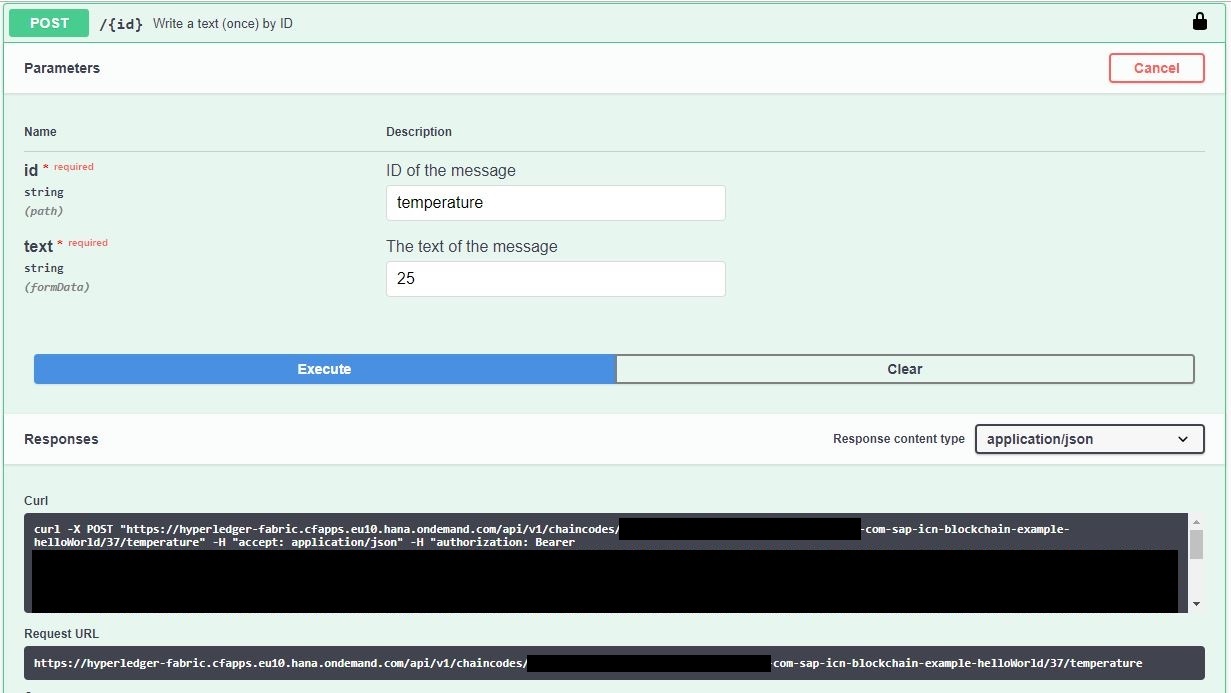 POST /{id} Write a text (once) by ID
Parameters
Cancel
Name Description
id * required ID of the message
string
(path)
temperature
text * required The text of the message
string
(formData)
25
Execute Clear
Responses Response content type application/json
Curl
curl -X POST "https://hyperledger-fabric.cfapps.eu10.hana.ondemand.com/api/v1/chaincodes/ -com-sap-icn-blockchain-example-
helloWorld/37/temperature" -H "accept: application/json" -H "authorization: Bearer
Request URL
https://hyperledger-fabric.cfapps.eu10.hana.ondemand.com/api/v1/chaincodes/ -com-sap-icn-blockchain-example-helloWorld/37/temperature